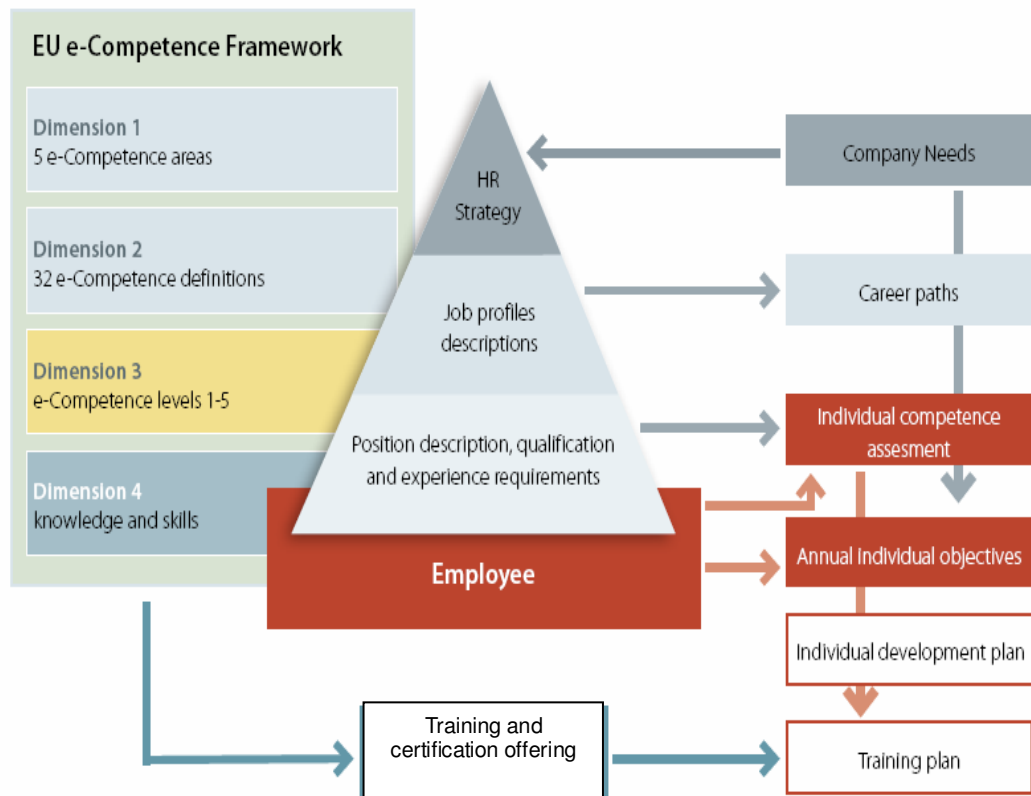 EU e-Competence Framework
Dimension 1
5 e-Competence areas
Dimension 2
32 e-Competence definitions
Dimension 3
e-Competence levels 1-5
Dimension 4
knowledge and skills
HR
Strategy
Job profiles
descriptions
Position description, qualification
and experience requirements
Employee
Company Needs
Career paths
Individual competence
assesment
Annual individual objectives
Individual development plan
Training plan
Training and
certification offering